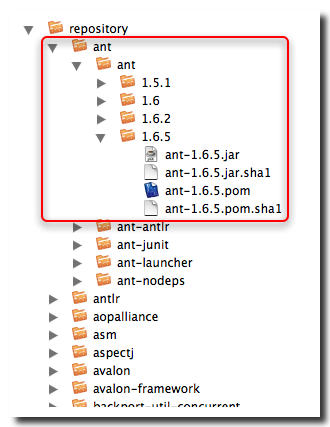 repository
ant
ant
1.5.1
1.6
1.6.2
1.6.5
ant-1.6.5.jar
ant-1.6.5.jar.sha1
ant-1.6.5.pom
ant-1.6.5.pom.sha1
ant-antlr
ant-junit
ant-launcher
ant-nodeps
antlr
aopalliance
asm
aspectj
avalon
avalon-framework
backport-util-concurrent